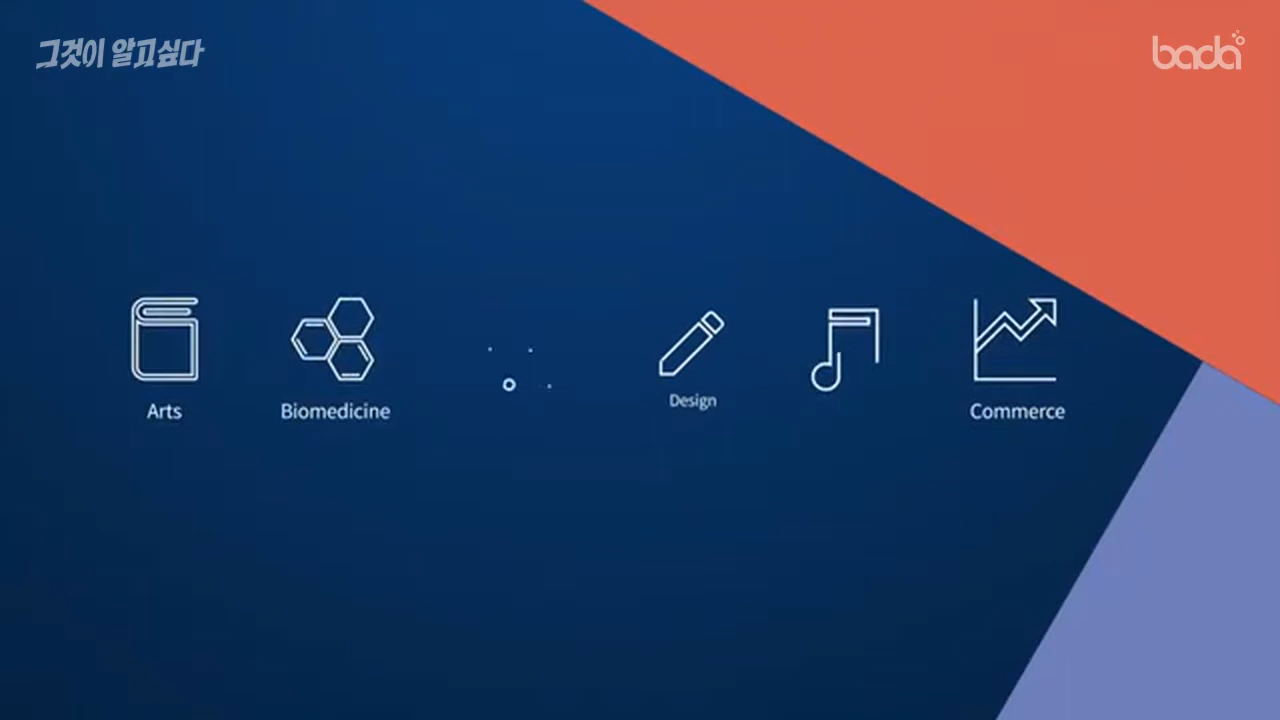 그것이 알고싶다
bada
Arts
Biomedicine
Design
Commerce